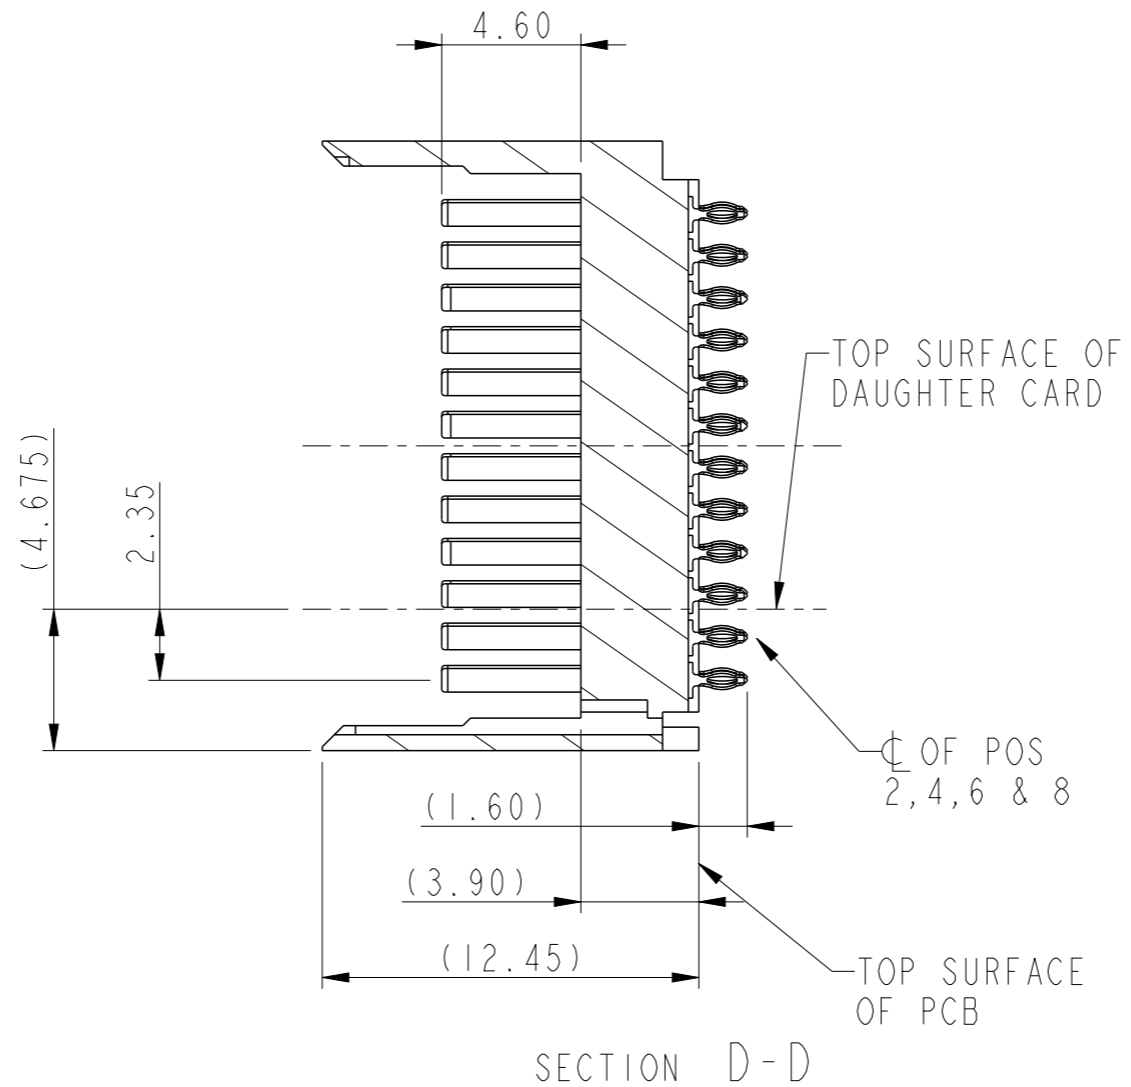 4.60
TOP SURFACE OF
DAUGHTER CARD
(4.675)
2.35
℄ OF POS
2,4,6 & 8
(1.60)
(3.90)
(12.45)
TOP SURFACE
OF PCB
SECTION D-D